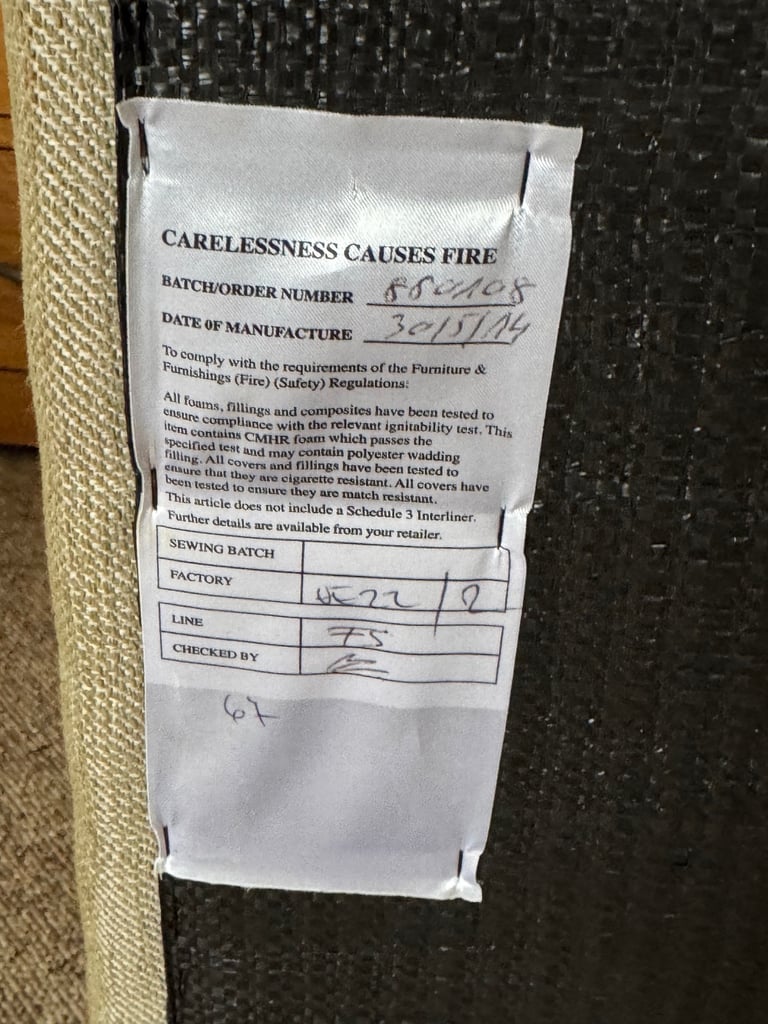 CARELESSNESS CAUSES FIRE
BATCH/ORDER NUMBER 880108
DATE OF MANUFACTURE 30/5/14
To comply with the requirements of the Furniture &
Furnishings (Fire) (Safety) Regulations:
All foams, fillings and composites have been tested to
ensure compliance with the relevant ignitability test. This
item contains CMHR foam which passes the
specified test and may contain polyester wadding
filling. All covers and fillings have been tested to
ensure that they are cigarette resistant. All covers have
been tested to ensure they are match resistant.
This article does not include a Schedule 3 Interliner.
Further details are available from your retailer.
SEWING BATCH
FACTORY
LINE 75
CHECKED BY
67